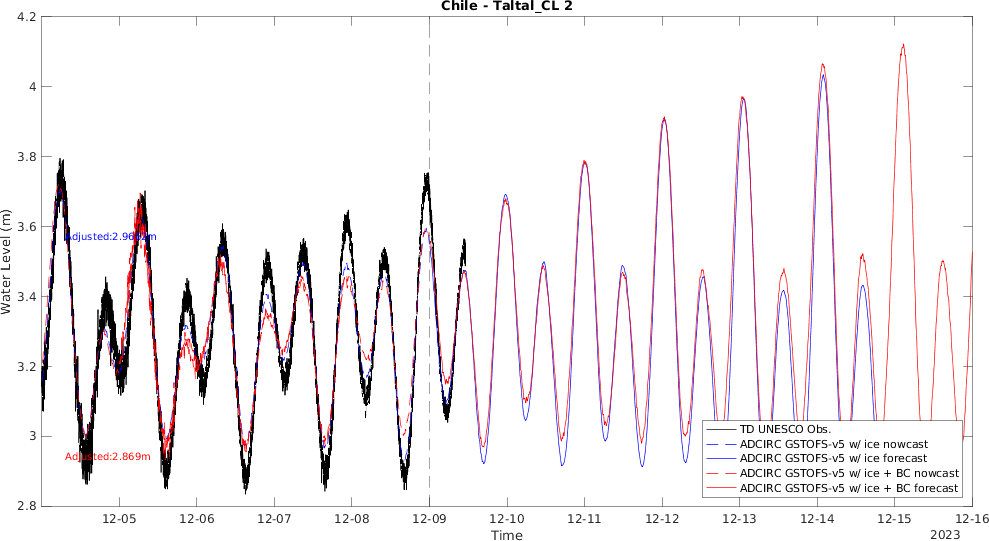 Chile - Taltal_CL 2
4.2
4
3.8
3.6
3.4
3.2
3
2.8
Water Level (m)
m
Adjusted:2.869m
12-05
12-06
12-07
12-08
12-09
12-10
12-11
12-12
12-13
12-14
12-15
12-16
Time
2023
TD UNESCO Obs.
ADCIRC GSTOFS-v5 w/ ice nowcast
ADCIRC GSTOFS-v5 w/ ice forecast
ADCIRC GSTOFS-v5 w/ ice + BC nowcast
ADCIRC GSTOFS-v5 w/ ice + BC forecast